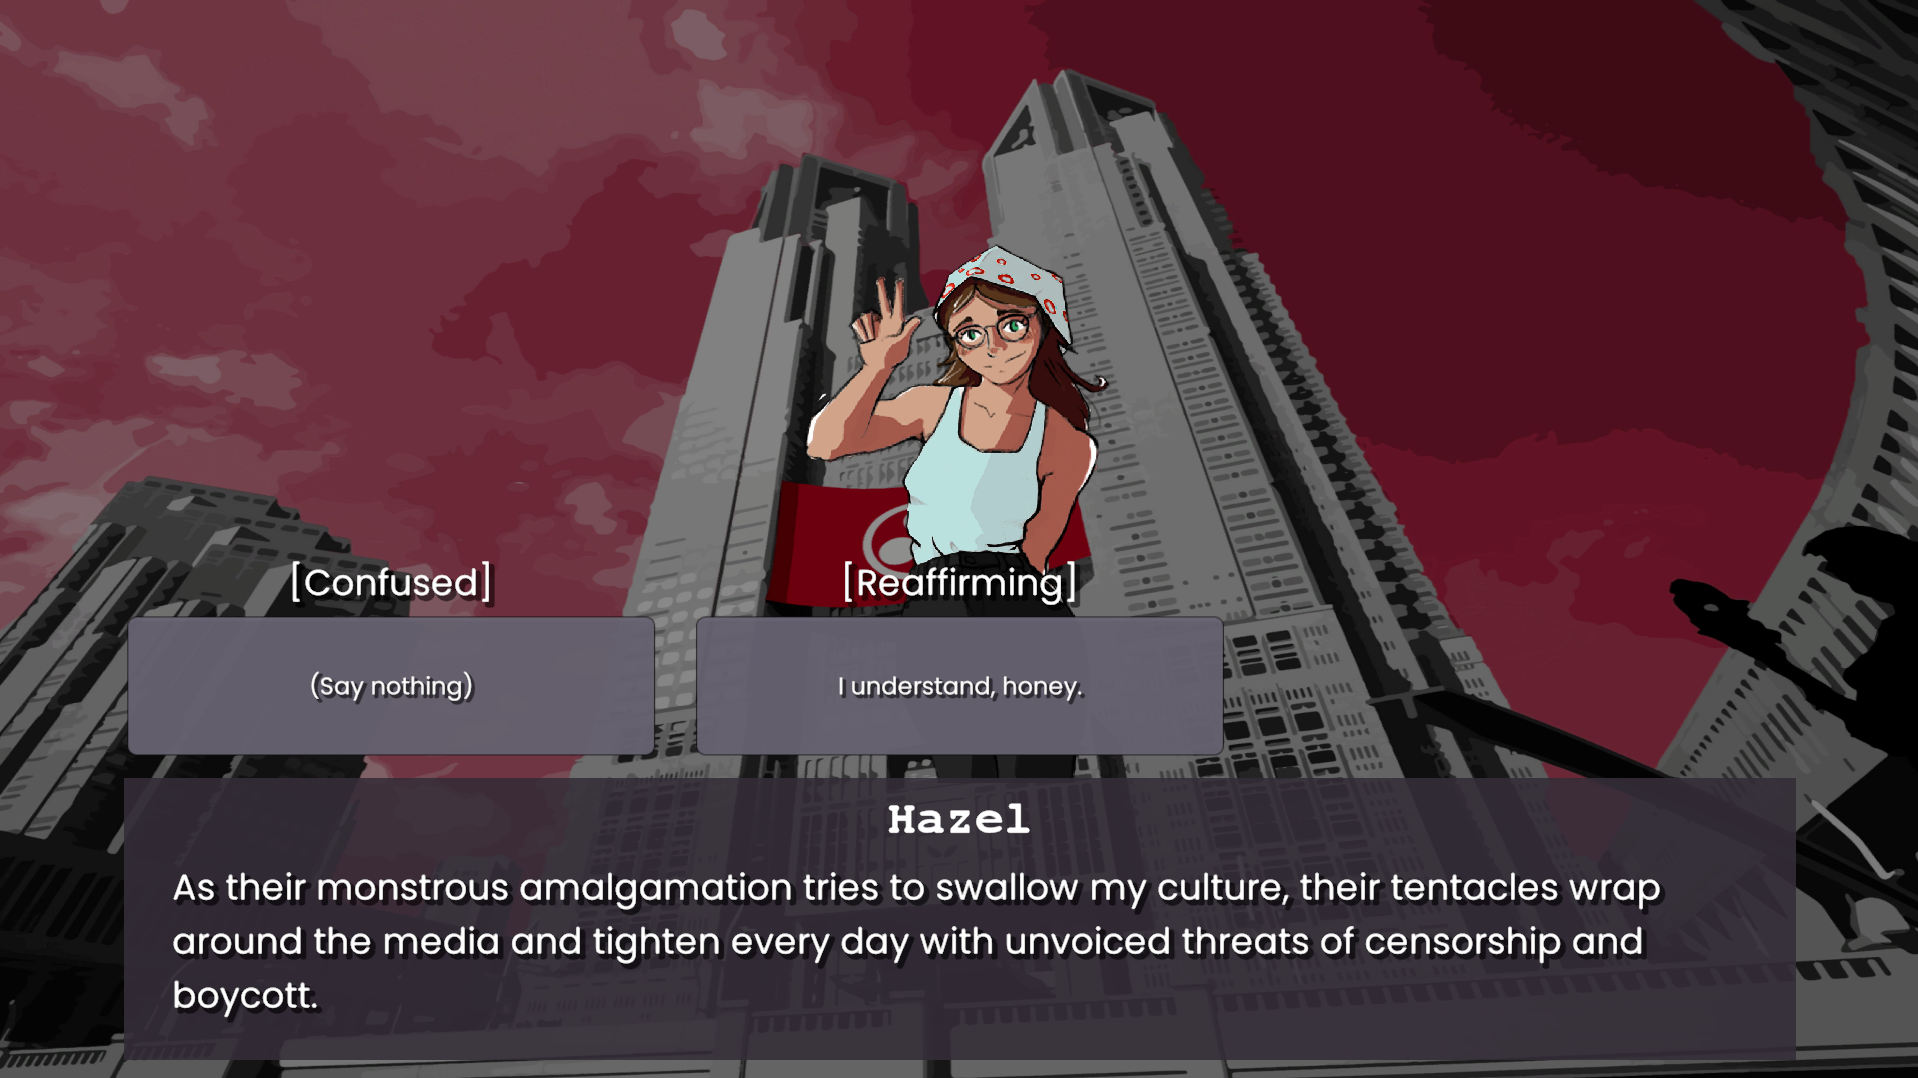 [Confused]
[Reaffirming]
(Say nothing)
I understand, honey.
Hazel
As their monstrous amalgamation tries to swallow my culture, their tentacles wrap
around the media and tighten every day with unvoiced threats of censorship and
boycott.